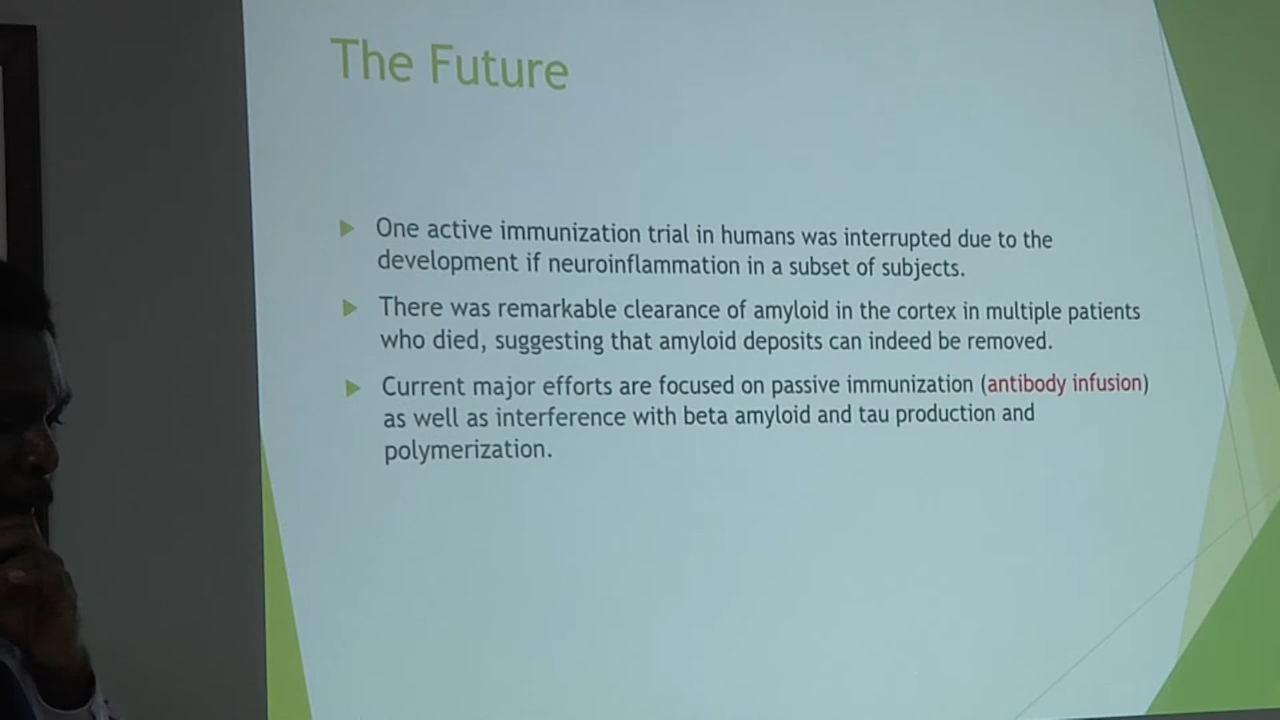 The Future
One active immunization trial in humans was interrupted due to the
development if neuroinflammation in a subset of subjects.
There was remarkable clearance of amyloid in the cortex in multiple patients
who died, suggesting that amyloid deposits can indeed be removed.
Current major efforts are focused on passive immunization (antibody infusion)
as well as interference with beta amyloid and tau production and
polymerization.